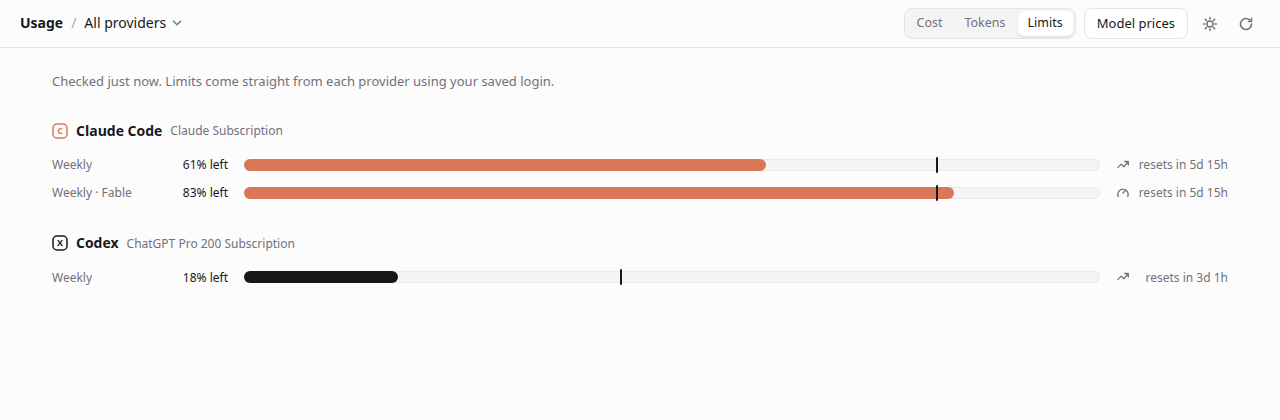 Usage / All providers Cost Tokens Limits Model prices
Checked just now. Limits come straight from each provider using your saved login.
C Claude Code Claude Subscription
Weekly 61% left resets in 5d 15h
Weekly · Fable 83% left resets in 5d 15h
X Codex ChatGPT Pro 200 Subscription
Weekly 18% left resets in 3d 1h